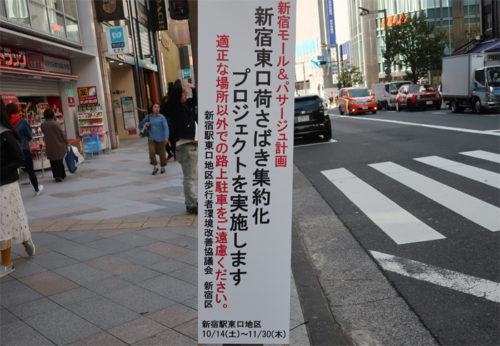 新宿モール＆パサージュ計画
新宿東口荷さばき集約化
プロジェクトを実施します
適正な場所以外での路上駐車をご遠慮ください。
新宿駅東口地区歩行者環境改善協議会 新宿区
新宿駅東口地区
10/14(土)～11/30(木)